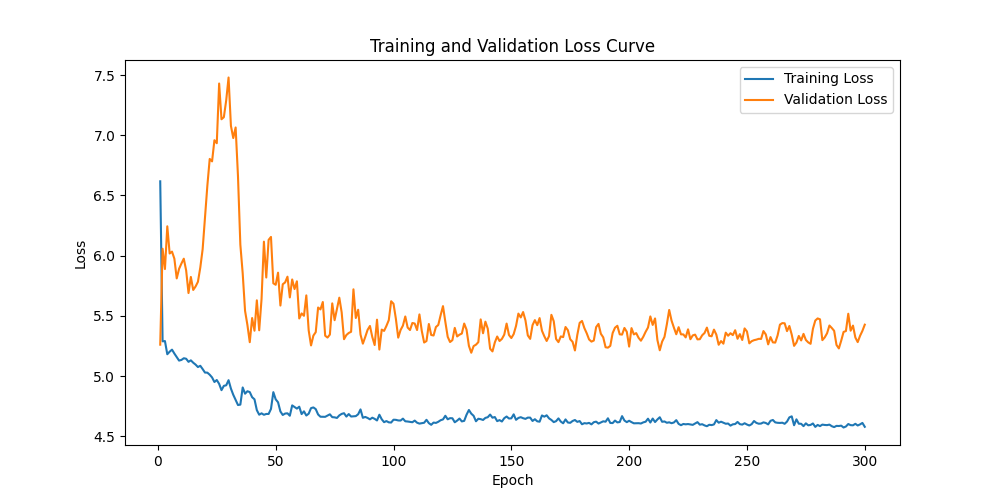 Training and Validation Loss Curve
Training Loss
Validation Loss
7.5
7.0
6.5
6.0
5.5
5.0
4.5
Loss
0 50 100 150 200 250 300
Epoch